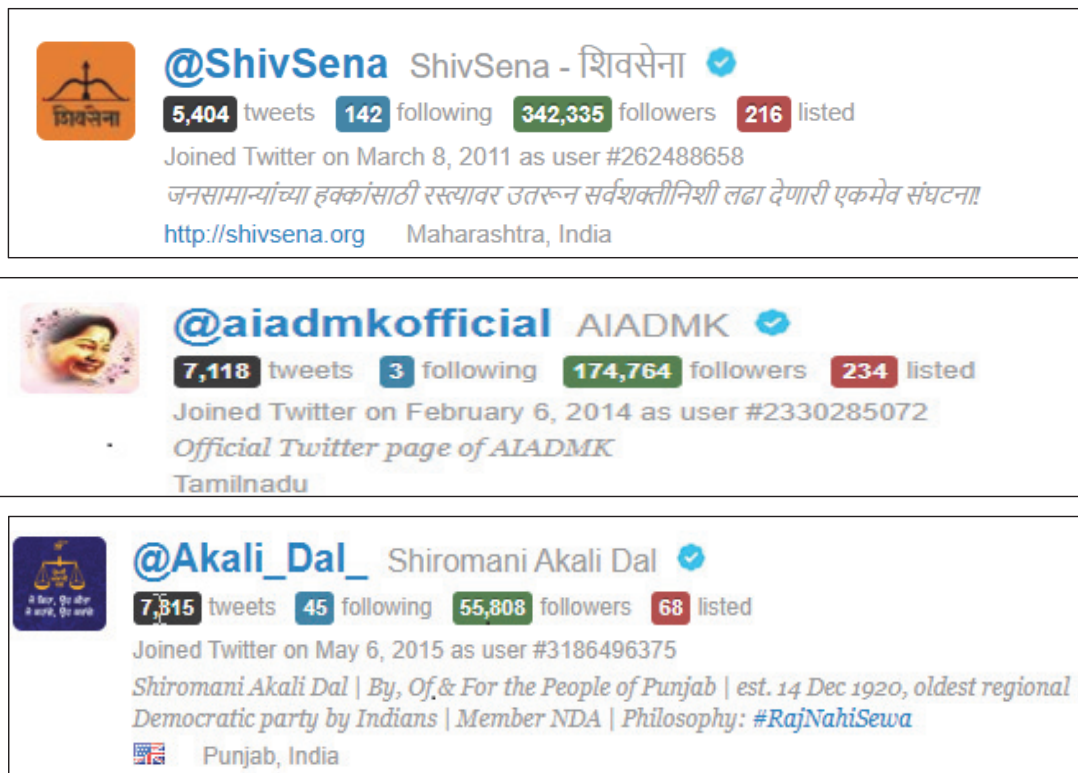 @ShivSena ShivSena - शिवसेना
5,404 tweets 142 following 342,335 followers 216 listed
शिवसेना
Joined Twitter on March 8, 2011 as user #262488658
जनसामान्यांच्या हक्कांसाठी रस्त्यावर उतरून सर्वशक्तीनिशी लढा देणारी एकमेव संघटना!
http://shivsena.org Maharashtra, India
@aiadmkofficial AIADMK
7,118 tweets 3 following 174,764 followers 234 listed
Joined Twitter on February 6, 2014 as user #2330285072
Official Twitter page of AIADMK
Tamilnadu
@Akali_Dal_ Shiromani Akali Dal
7,815 tweets 45 following 55,808 followers 68 listed
Joined Twitter on May 6, 2015 as user #3186496375
Shiromani Akali Dal | By, Of & For the People of Punjab | est. 14 Dec 1920, oldest regional
Democratic party by Indians | Member NDA | Philosophy: #RajNahiSewa
Punjab, India